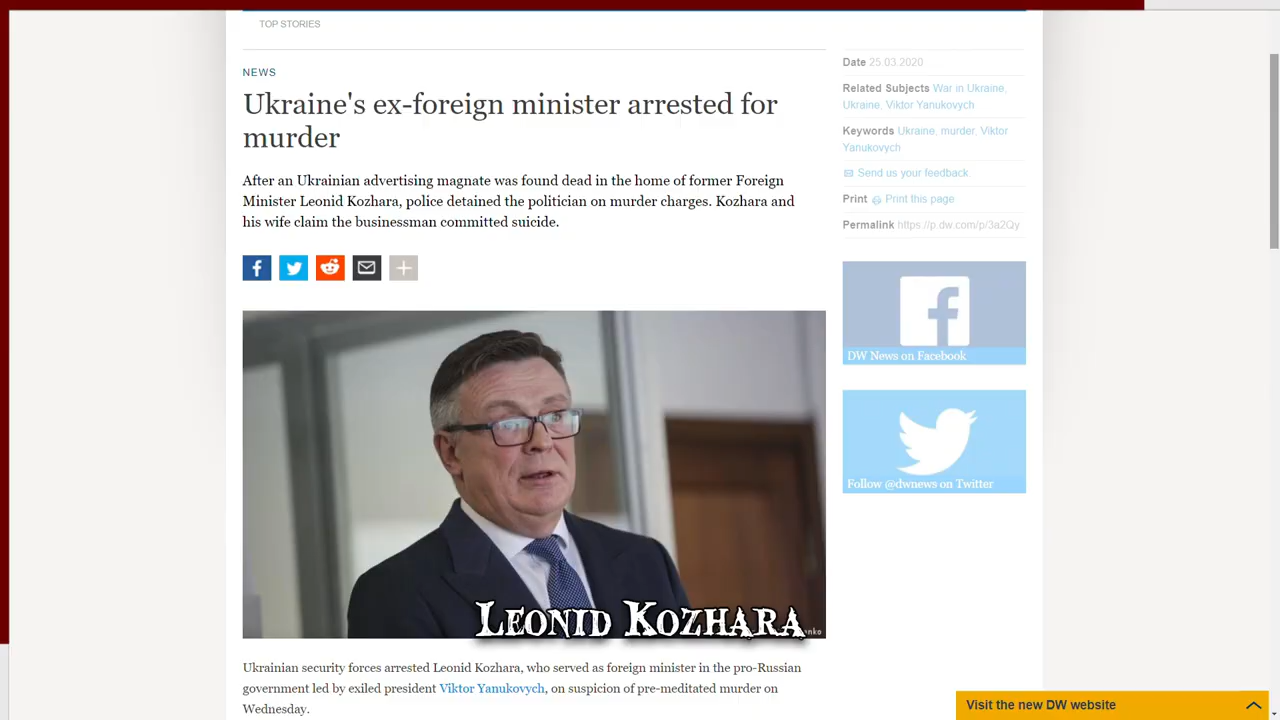 TOP STORIES
NEWS
Ukraine's ex-foreign minister arrested for
murder
After an Ukrainian advertising magnate was found dead in the home of former Foreign
Minister Leonid Kozhara, police detained the politician on murder charges. Kozhara and
his wife claim the businessman committed suicide.
LEONID KOZHARA
Ukrainian security forces arrested Leonid Kozhara, who served as foreign minister in the pro-Russian
government led by exiled president Viktor Yanukovych, on suspicion of pre-meditated murder on
Wednesday.
Date 25.03.2020
Related Subjects War in Ukraine,
Ukraine, Viktor Yanukovych
Keywords Ukraine, murder, Viktor
Yanukovych
Send us your feedback.
Print Print this page
Permalink https://p.dw.com/p/3a2Qy
DW News on Facebook
Follow @dwnews on Twitter
Visit the new DW website